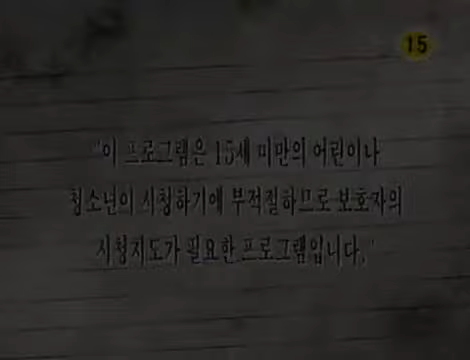 15
"이 프로그램은 15세 미만의 어린이나
청소년이 시청하기에 부적절하므로 보호자의
시청지도가 필요한 프로그램입니다."